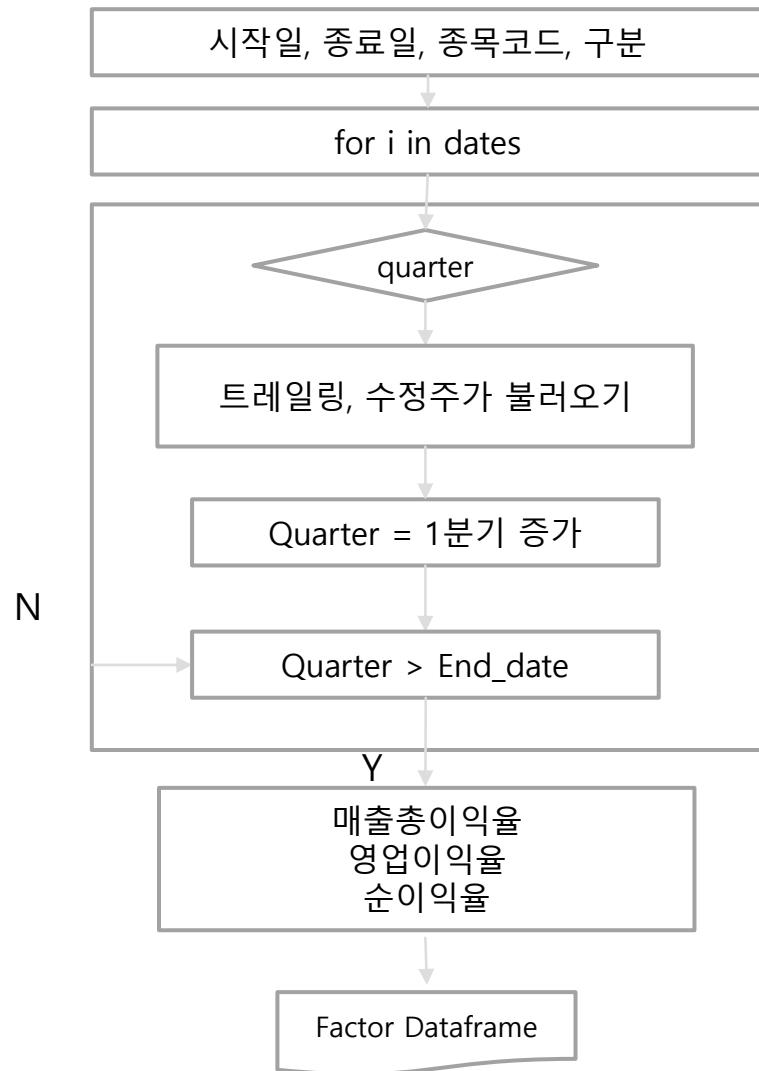 시작일, 종료일, 종목코드, 구분
for i in dates
quarter
트레일링, 수정주가 불러오기
Quarter = 1분기 증가
N
Quarter > End_date
Y
매출총이익율
영업이익율
순이익율
Factor Dataframe